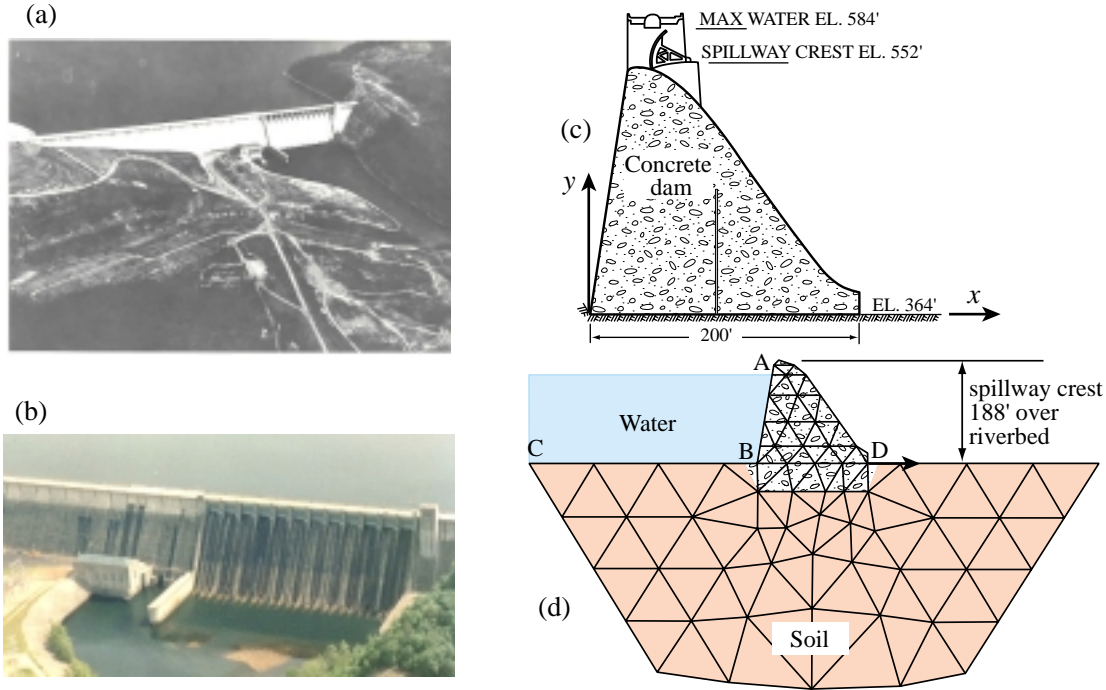 (a)
(b)
MAX WATER EL. 584'
SPILLWAY CREST EL. 552'
(c)
Concrete
dam
y
x
EL. 364'
200'
A
spillway crest
188' over
riverbed
Water
C
B
D
(d)
Soil